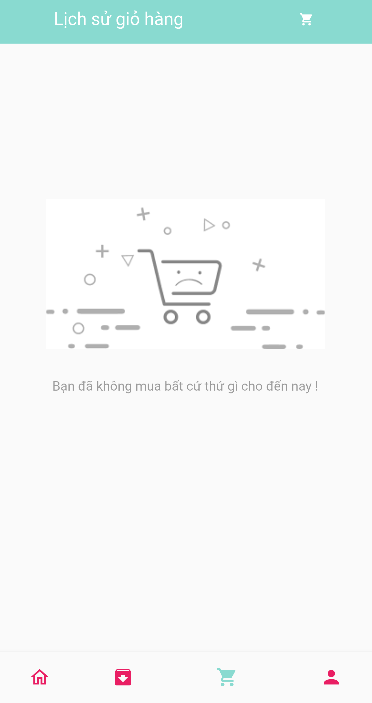 Lịch sử giỏ hàng
Bạn đã không mua bất cứ thứ gì cho đến nay !